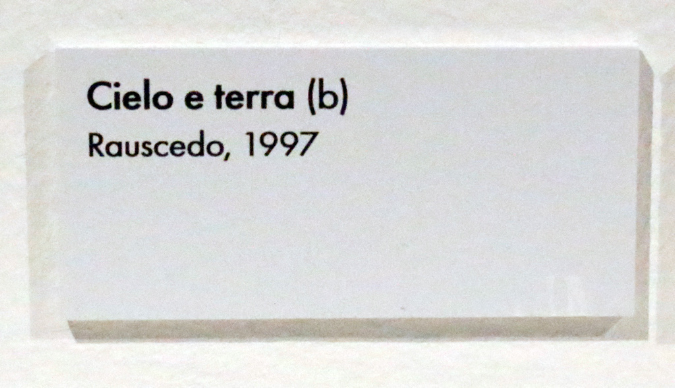 Cielo e terra (b)
Rauscedo, 1997